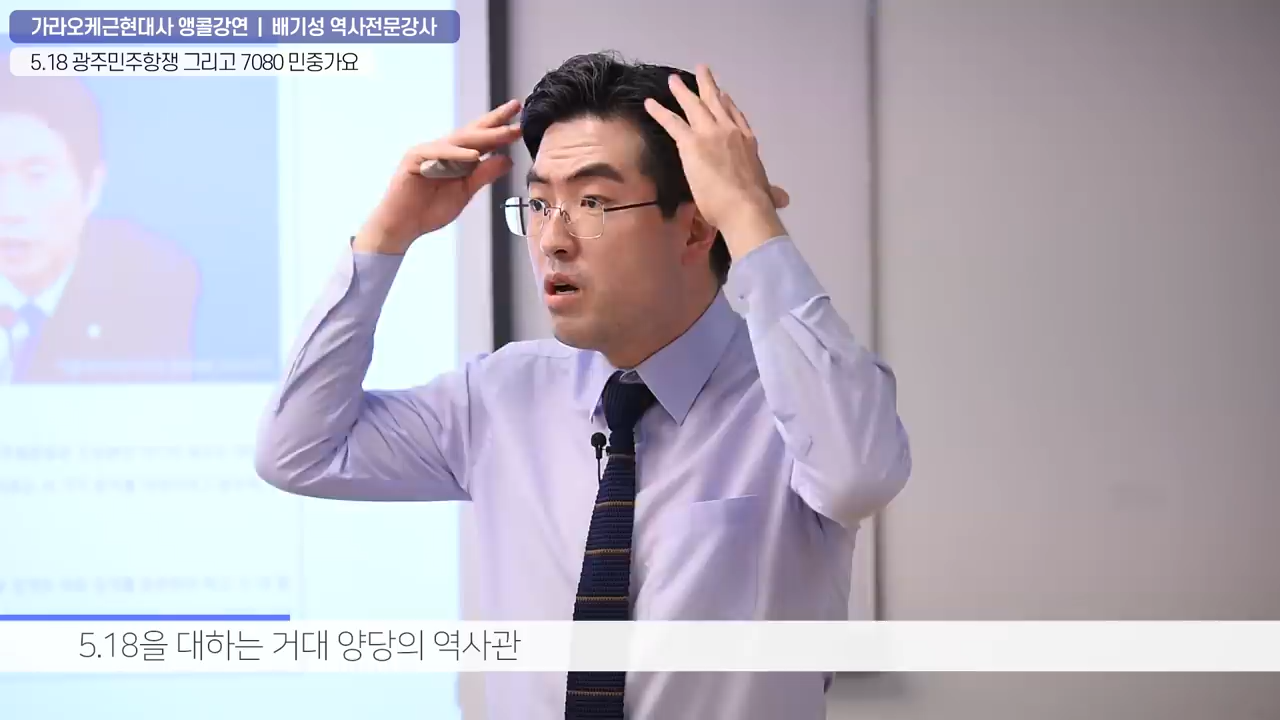 가라오케근현대사 앵콜강연 | 배기성 역사전문강사
5.18 광주민주항쟁 그리고 7080 민중가요
5.18을 대하는 거대 양당의 역사관